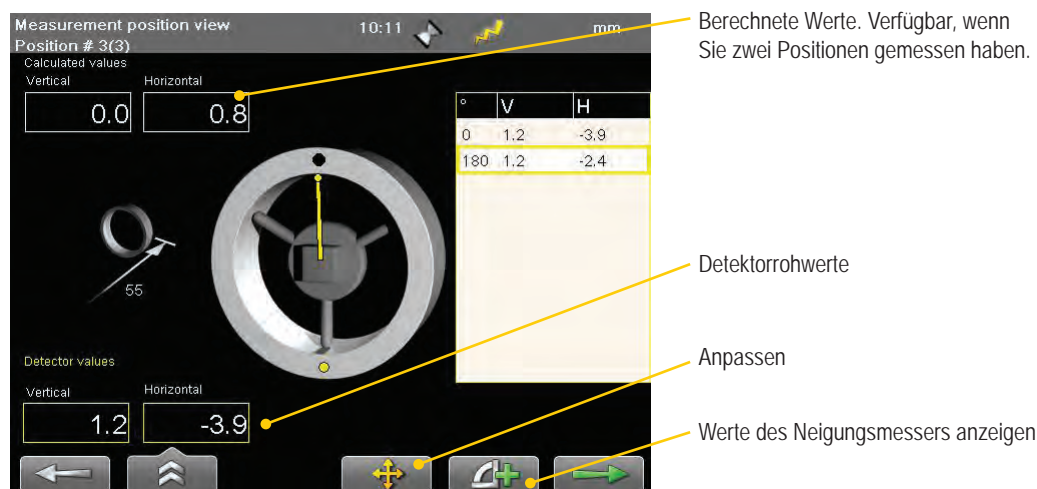 Measurement position view 10:11 mm
Position # 3(3)
Calculated values
Vertical Horizontal
0.0 0.8
° V H
0 1.2 -3.9
180 1.2 -2.4
55
Detector values
Vertical Horizontal
1.2 -3.9
Berechnete Werte. Verfügbar, wenn
Sie zwei Positionen gemessen haben.
Detektorrohwerte
Anpassen
Werte des Neigungsmessers anzeigen